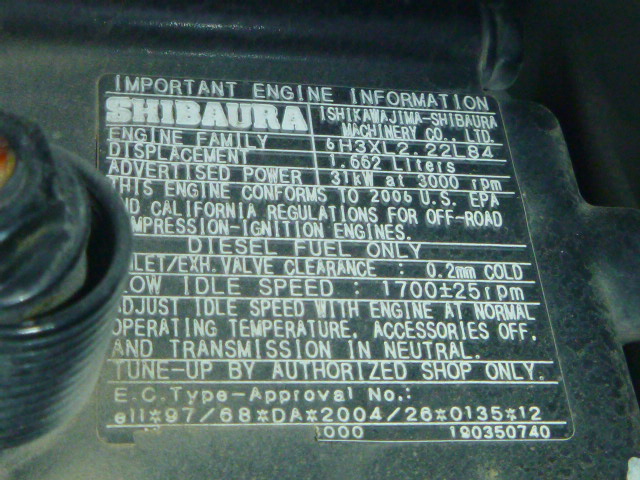 IMPORTANT ENGINE INFORMATION
SHIBAURA ISHIKAWAJIMA-SHIBAURA
MACHINERY CO., LTD.
ENGINE FAMILY 6H3XL2.22L84
DISPLACEMENT 1.662 Liters
ADVERTISED POWER 31kW at 3000 rpm
THIS ENGINE CONFORMS TO 2006 U.S. EPA
AND CALIFORNIA REGULATIONS FOR OFF-ROAD
COMPRESSION-IGNITION ENGINES.
DIESEL FUEL ONLY
INLET/EXH. VALVE CLEARANCE : 0.2mm COLD
LOW IDLE SPEED : 1700±25rpm
ADJUST IDLE SPEED WITH ENGINE AT NORMAL
OPERATING TEMPERATURE, ACCESSORIES OFF,
AND TRANSMISSION IN NEUTRAL.
TUNE-UP BY AUTHORIZED SHOP ONLY.
E.C.Type-Approval No.:
e11*97/68*DA*2004/26*0135*12
000 190350740